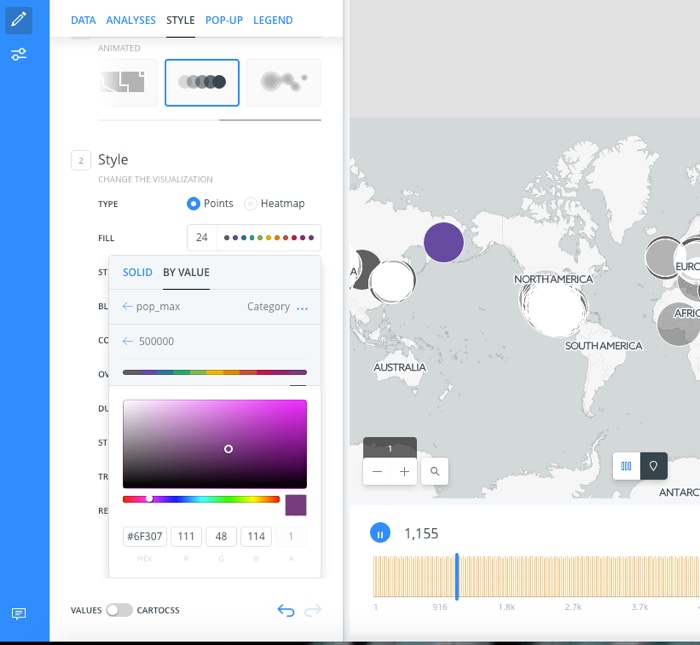 DATA ANALYSES STYLE POP-UP LEGEND
ANIMATED
2 Style
CHANGE THE VISUALIZATION
TYPE Points Heatmap
FILL 24
ST
SOLID BY VALUE
BL
pop_max Category ...
CO
500000
OV
DU
ST
TR
RE
#6F307 111 48 114 1
HEX R G B A
VALUES CARTOCSS
A
NORTH AMERICA
EURO
AFRIC
SOUTH AMERICA
AUSTRALIA
ANTARC
1
1,155
1 916 1.8k 2.7k 3.7k